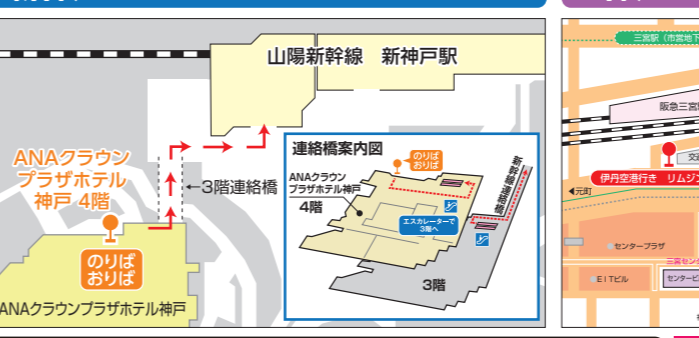 山陽新幹線 新神戸駅
ANAクラウン
プラザホテル
神戸 4階
←3階連絡橋
のりば
おりば
ANAクラウンプラザホテル神戸
連絡橋案内図
のりば
おりば
ANAクラウン
プラザホテル神戸
4階
エスカレーターで
3階へ
新幹線連絡橋
3階
三宮駅（市営地下
阪急三宮駅
交
伊丹空港行き リムジン
◀元町
センタープラザ
三宮セン
EITビル
センタービ